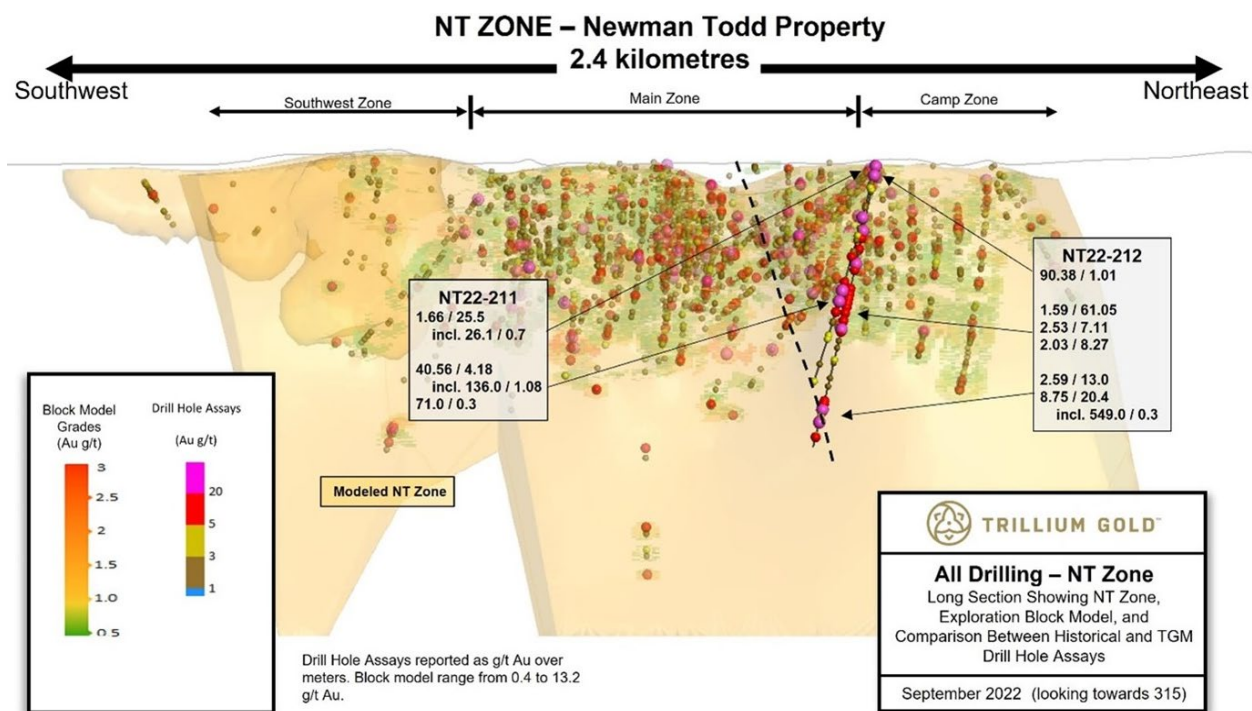 NT ZONE – Newman Todd Property
2.4 kilometres
Southwest
Northeast
Southwest Zone
Main Zone
Camp Zone
NT22-211
1.66 / 25.5
incl. 26.1 / 0.7
40.56 / 4.18
incl. 136.0 / 1.08
71.0 / 0.3
NT22-212
90.38 / 1.01
1.59 / 61.05
2.53 / 7.11
2.03 / 8.27
2.59 / 13.0
8.75 / 20.4
incl. 549.0 / 0.3
Block Model
Grades
(Au g/t)
3
2.5
2
1.5
1.0
0.5
Drill Hole Assays
(Au g/t)
20
5
3
1
Modeled NT Zone
Drill Hole Assays reported as g/t Au over
meters. Block model range from 0.4 to 13.2
g/t Au.
TRILLIUM GOLD™
All Drilling – NT Zone
Long Section Showing NT Zone,
Exploration Block Model, and
Comparison Between Historical and TGM
Drill Hole Assays
September 2022 (looking towards 315)